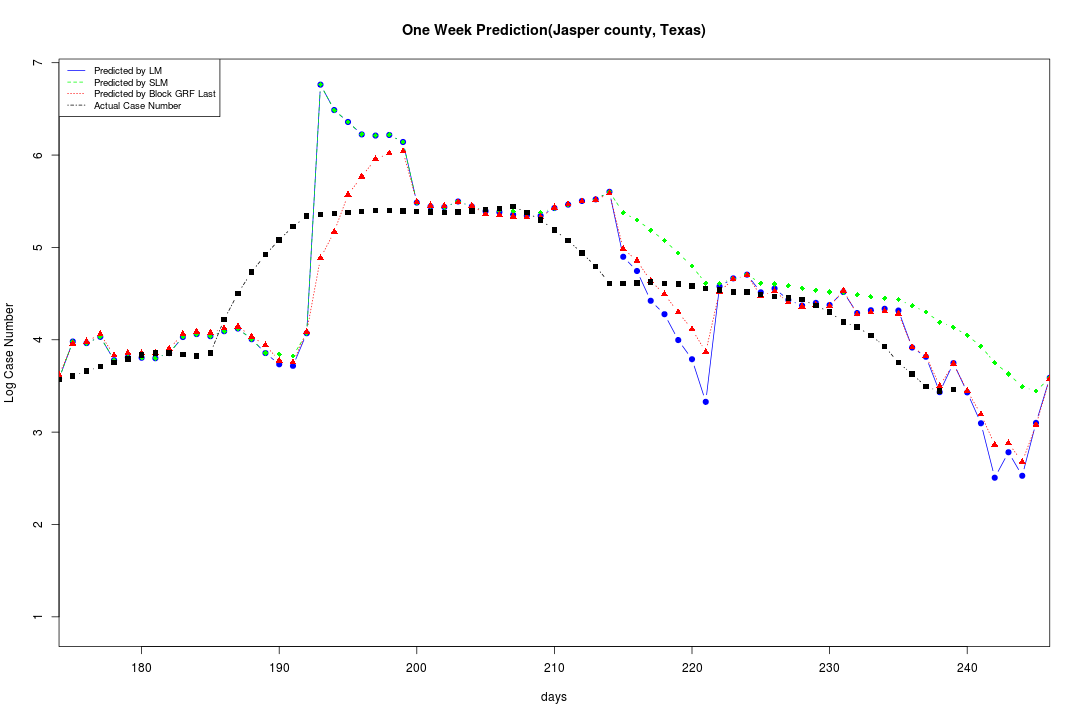 One Week Prediction(Jasper county, Texas)
Predicted by LM
Predicted by SLM
Predicted by Block GRF Last
Actual Case Number
7
6
5
4
3
2
1
Log Case Number
180 190 200 210 220 230 240
days